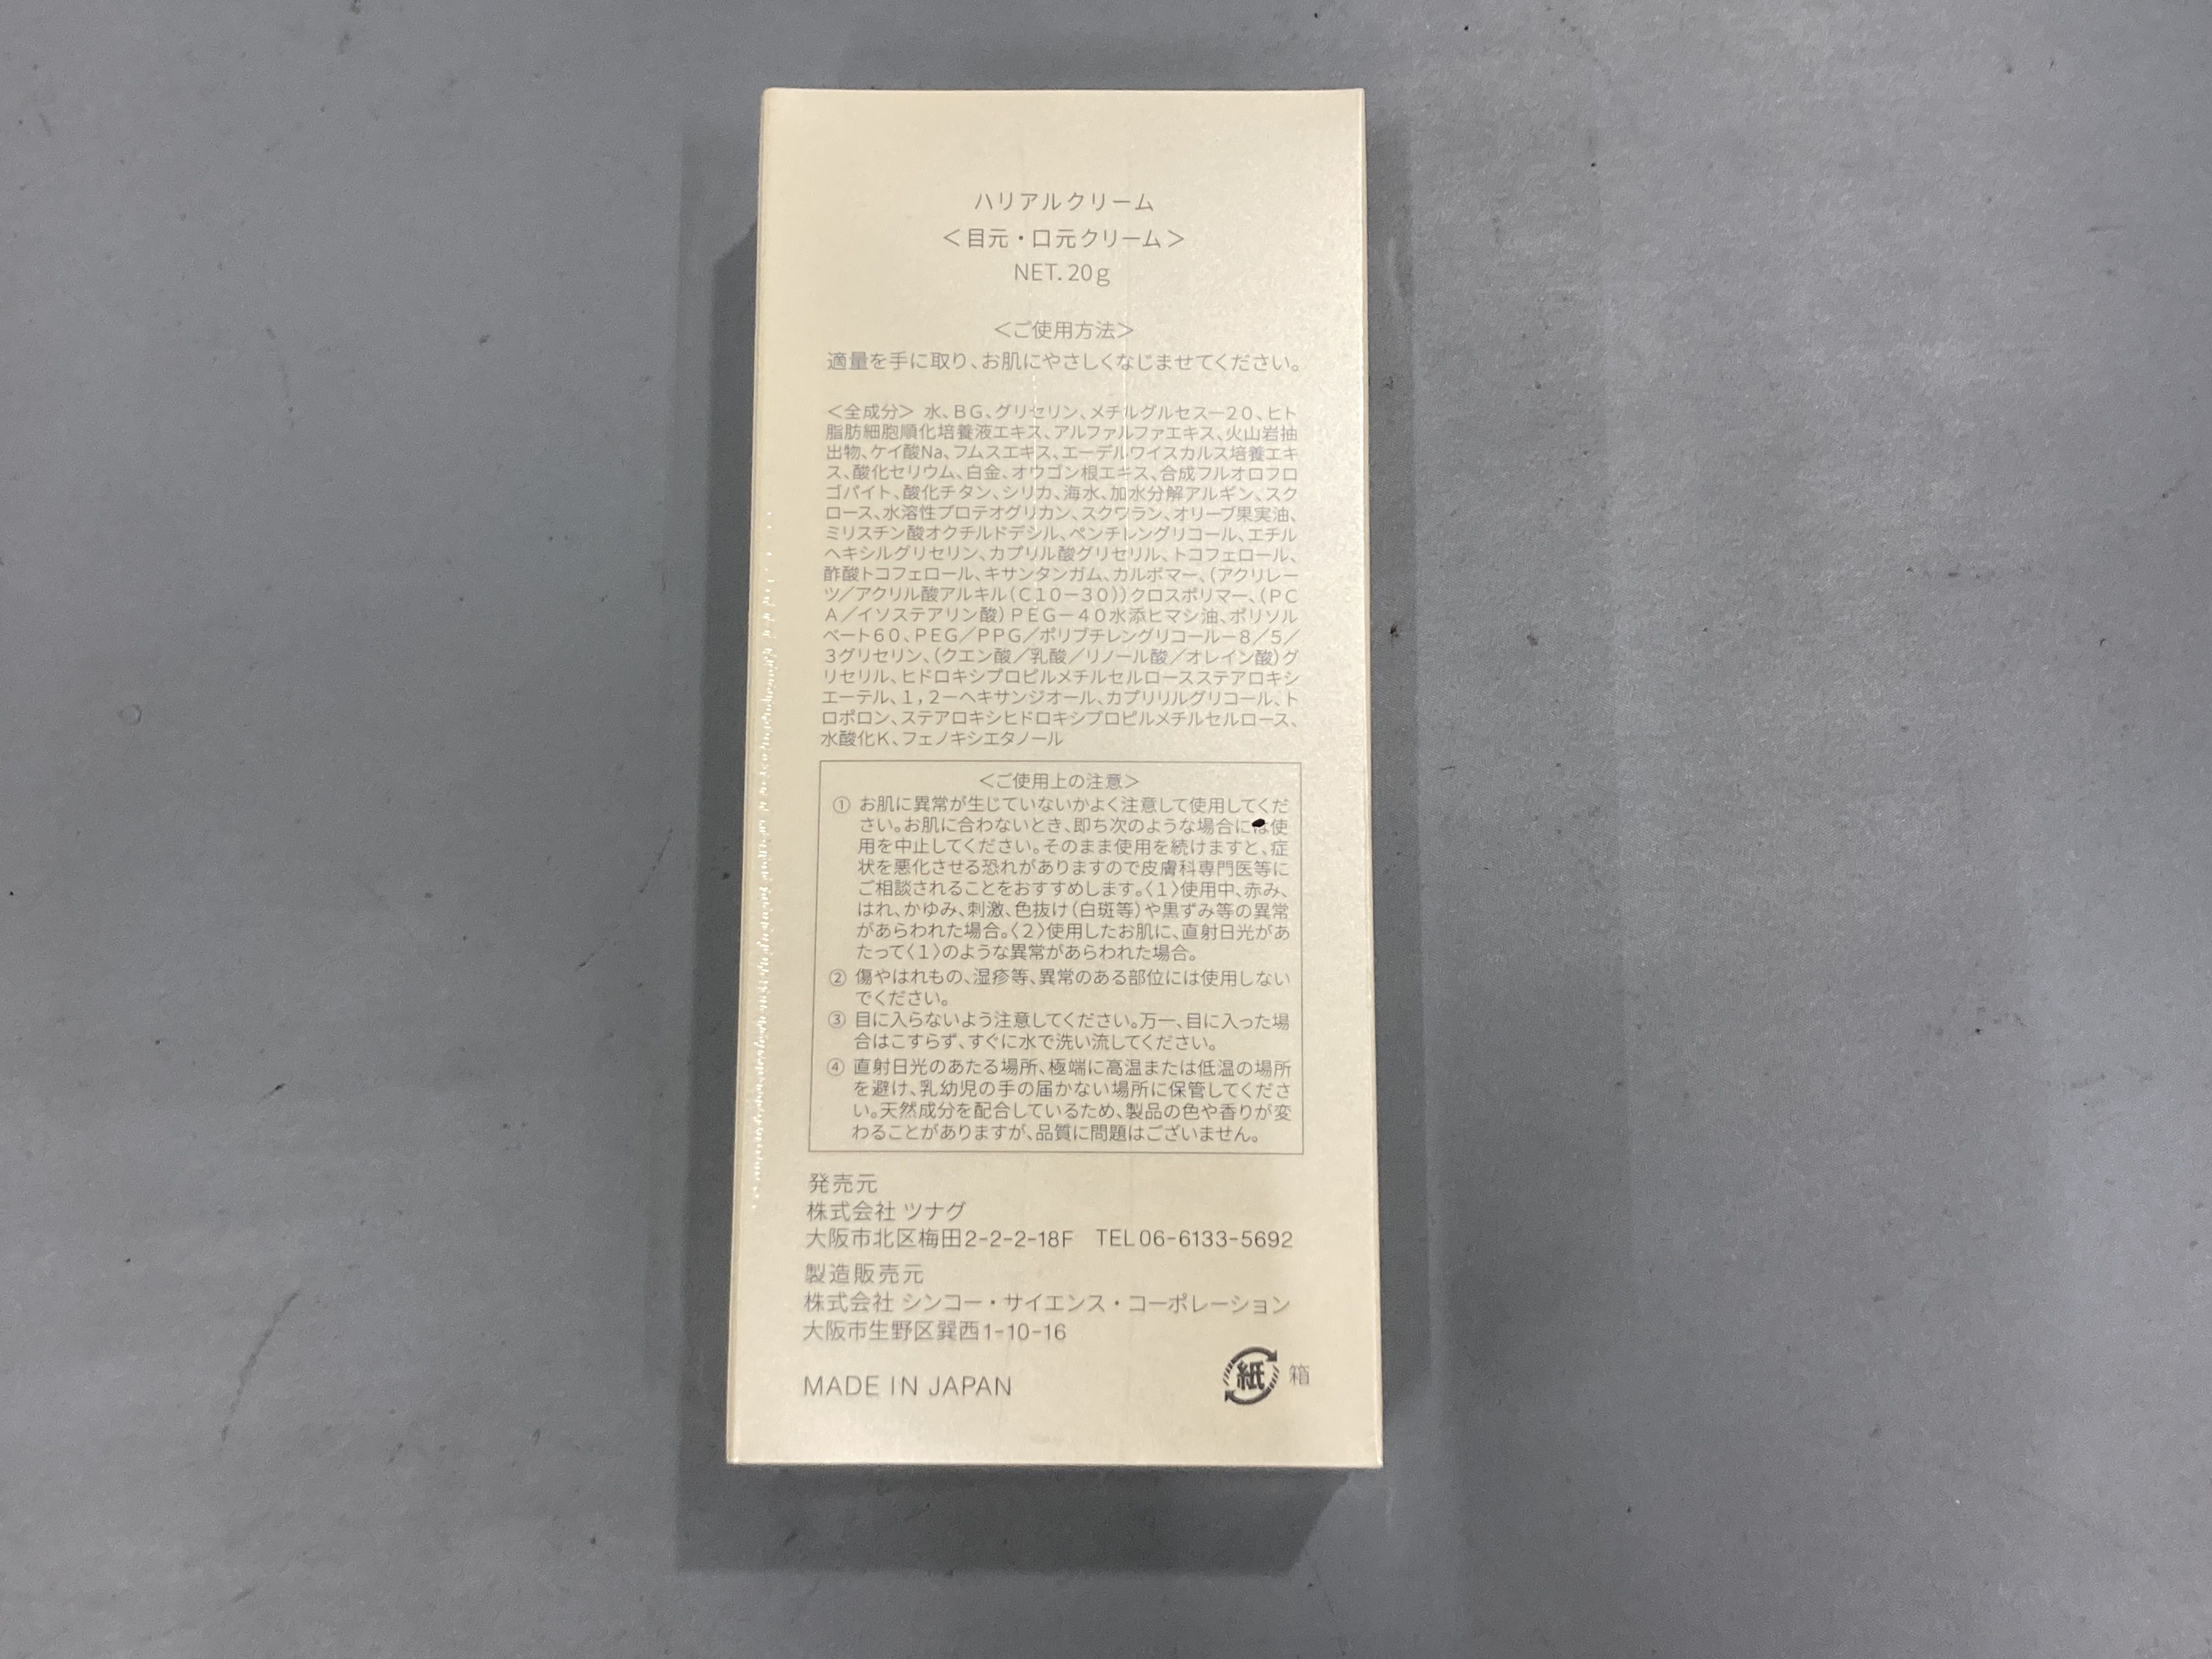 ハリアルクリーム
＜目元・口元クリーム＞
NET.20g
＜ご使用方法＞
適量を手に取り、お肌にやさしくなじませてください。
＜全成分＞ 水、BG、グリセリン、メチルグルセスー20、ヒト
脂肪細胞順化培養液エキス、アルファルファエキス、火山岩抽
出物、ケイ酸Na、フムスエキス、エーデルワイスカルス培養エキ
ス、酸化セリウム、白金、オウゴン根エキス、合成フルオロフロ
ゴパイト、酸化チタン、シリカ、海水、加水分解アルギン、スク
ロース、水溶性プロテオグリカン、スクワラン、オリーブ果実油、
ミリスチン酸オクチルドデシル、ペンチレングリコール、エチル
ヘキシルグリセリン、カプリル酸グリセリル、トコフェロール、
酢酸トコフェロール、キサンタンガム、カルボマー、（アクリレー
ツ／アクリル酸アルキル（C10－30））クロスポリマー、（PC
A／イソステアリン酸）PEG－40水添ヒマシ油、ポリソル
ベート60、PEG／PPG／ポリブチレングリコールー8／5／
3グリセリン、（クエン酸／乳酸／リノール酸／オレイン酸）グ
リセリル、ヒドロキシプロピルメチルセルロースステアロキシ
エーテル、1，2－ヘキサンジオール、カプリリルグリコール、ト
ロポロン、ステアロキシヒドロキシプロピルメチルセルロース、
水酸化K、フェノキシエタノール
＜ご使用上の注意＞
① お肌に異常が生じていないかよく注意して使用してくだ
さい。お肌に合わないとき、即ち次のような場合には使
用を中止してください。そのまま使用を続けますと、症
状を悪化させる恐れがありますので皮膚科専門医等に
ご相談されることをおすすめします。〈1〉使用中、赤み、
はれ、かゆみ、刺激、色抜け（白斑等）や黒ずみ等の異常
があらわれた場合。〈2〉使用したお肌に、直射日光があ
たって〈1〉のような異常があらわれた場合。
② 傷やはれもの、湿疹等、異常のある部位には使用しない
でください。
③ 目に入らないよう注意してください。万一、目に入った場
合はこすらず、すぐに水で洗い流してください。
④ 直射日光のあたる場所、極端に高温または低温の場所
を避け、乳幼児の手の届かない場所に保管してくださ
い。天然成分を配合しているため、製品の色や香りが変
わることがありますが、品質に問題はございません。
発売元
株式会社 ツナグ
大阪市北区梅田2-2-2-18F TEL06-6133-5692
製造販売元
株式会社 シンコー・サイエンス・コーポレーション
大阪市生野区巽西1-10-16
MADE IN JAPAN
紙 箱